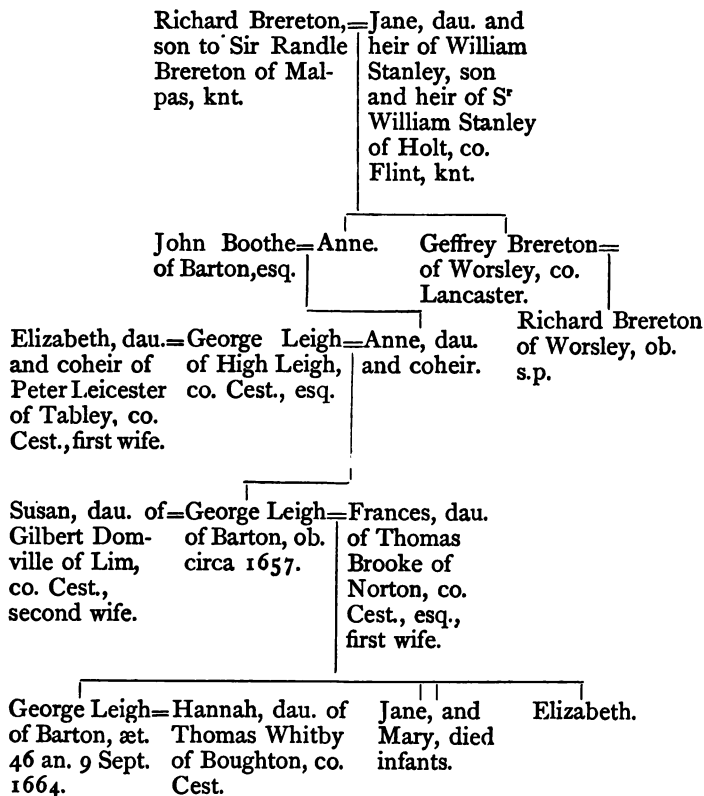 Richard Brereton,=
son to Sir Randle
Brereton of Mal-
pas, knt.
Jane, dau. and
heir of William
Stanley, son
and heir of Sʳ
William Stanley
of Holt, co.
Flint, knt.
John Boothe=
of Barton,esq.
Anne.
Geffrey Brereton=
of Worsley, co.
Lancaster.
Richard Brereton
of Worsley, ob.
s.p.
Elizabeth, dau.=
and coheir of
Peter Leicester
of Tabley, co.
Cest., first wife.
George Leigh=
of High Leigh,
co. Cest., esq.
Anne, dau.
and coheir.
Susan, dau. of=
Gilbert Dom-
ville of Lim,
co. Cest.,
second wife.
George Leigh=
of Barton, ob.
circa 1657.
Frances, dau.
of Thomas
Brooke of
Norton, co.
Cest., esq.,
first wife.
George Leigh=
of Barton, æt.
46 an. 9 Sept.
1664.
Hannah, dau. of
Thomas Whitby
of Boughton, co.
Cest.
Jane, and
Mary, died
infants.
Elizabeth.